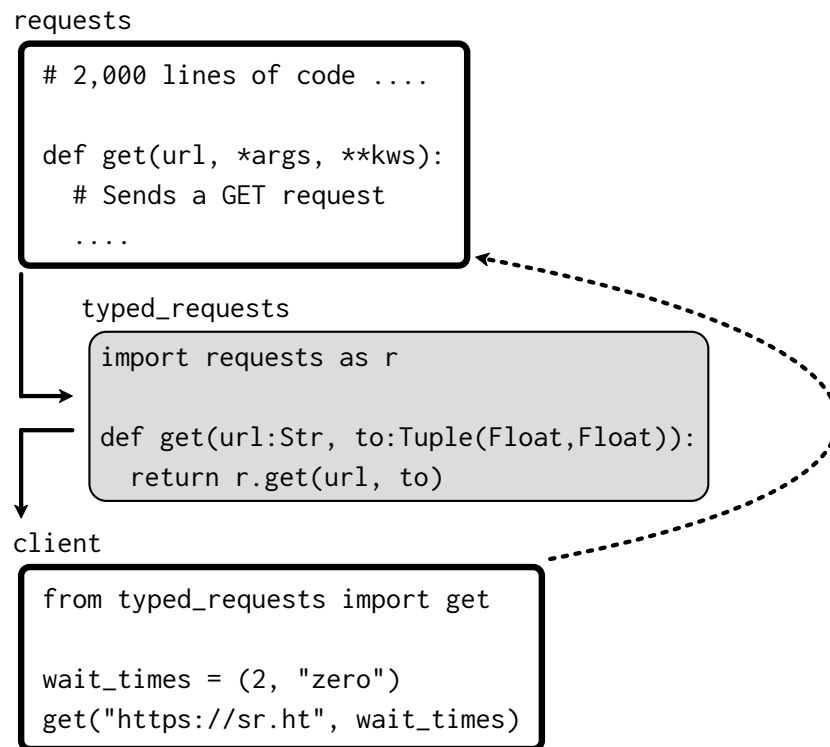 requests
# 2,000 lines of code ....
def get(url, *args, **kws):
# Sends a GET request
....
typed_requests
import requests as r
def get(url:Str, to:Tuple(Float,Float)):
return r.get(url, to)
client
from typed_requests import get
wait_times = (2, "zero")
get("https://sr.ht", wait_times)